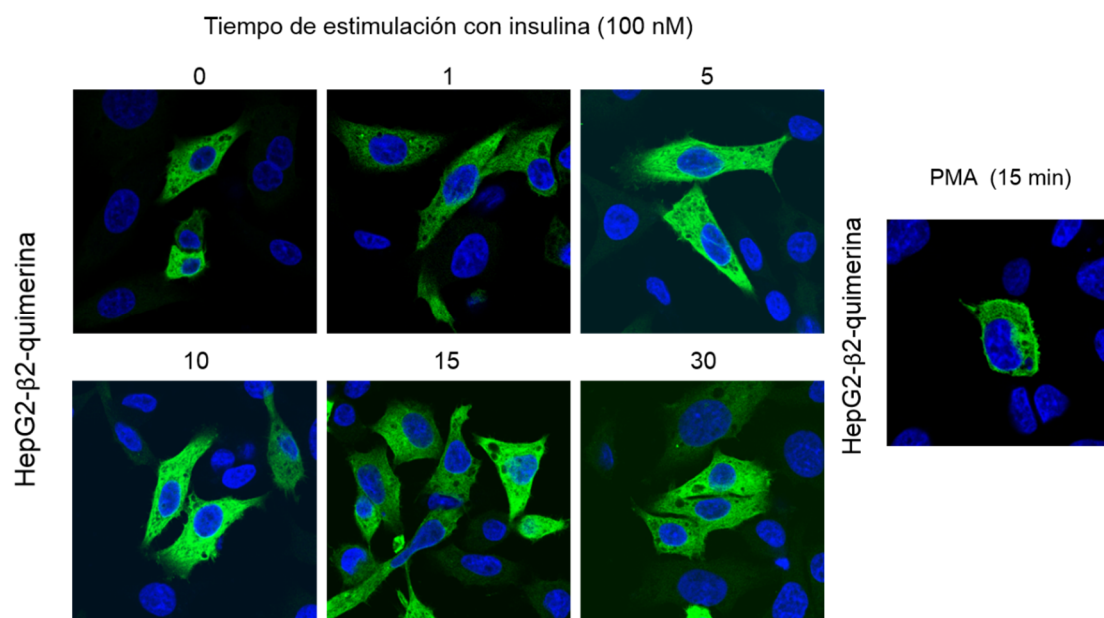 Tiempo de estimulación con insulina (100 nM)
0
1
5
HepG2-β2-quimerina
10
15
30
PMA (15 min)
HepG2-β2-quimerina